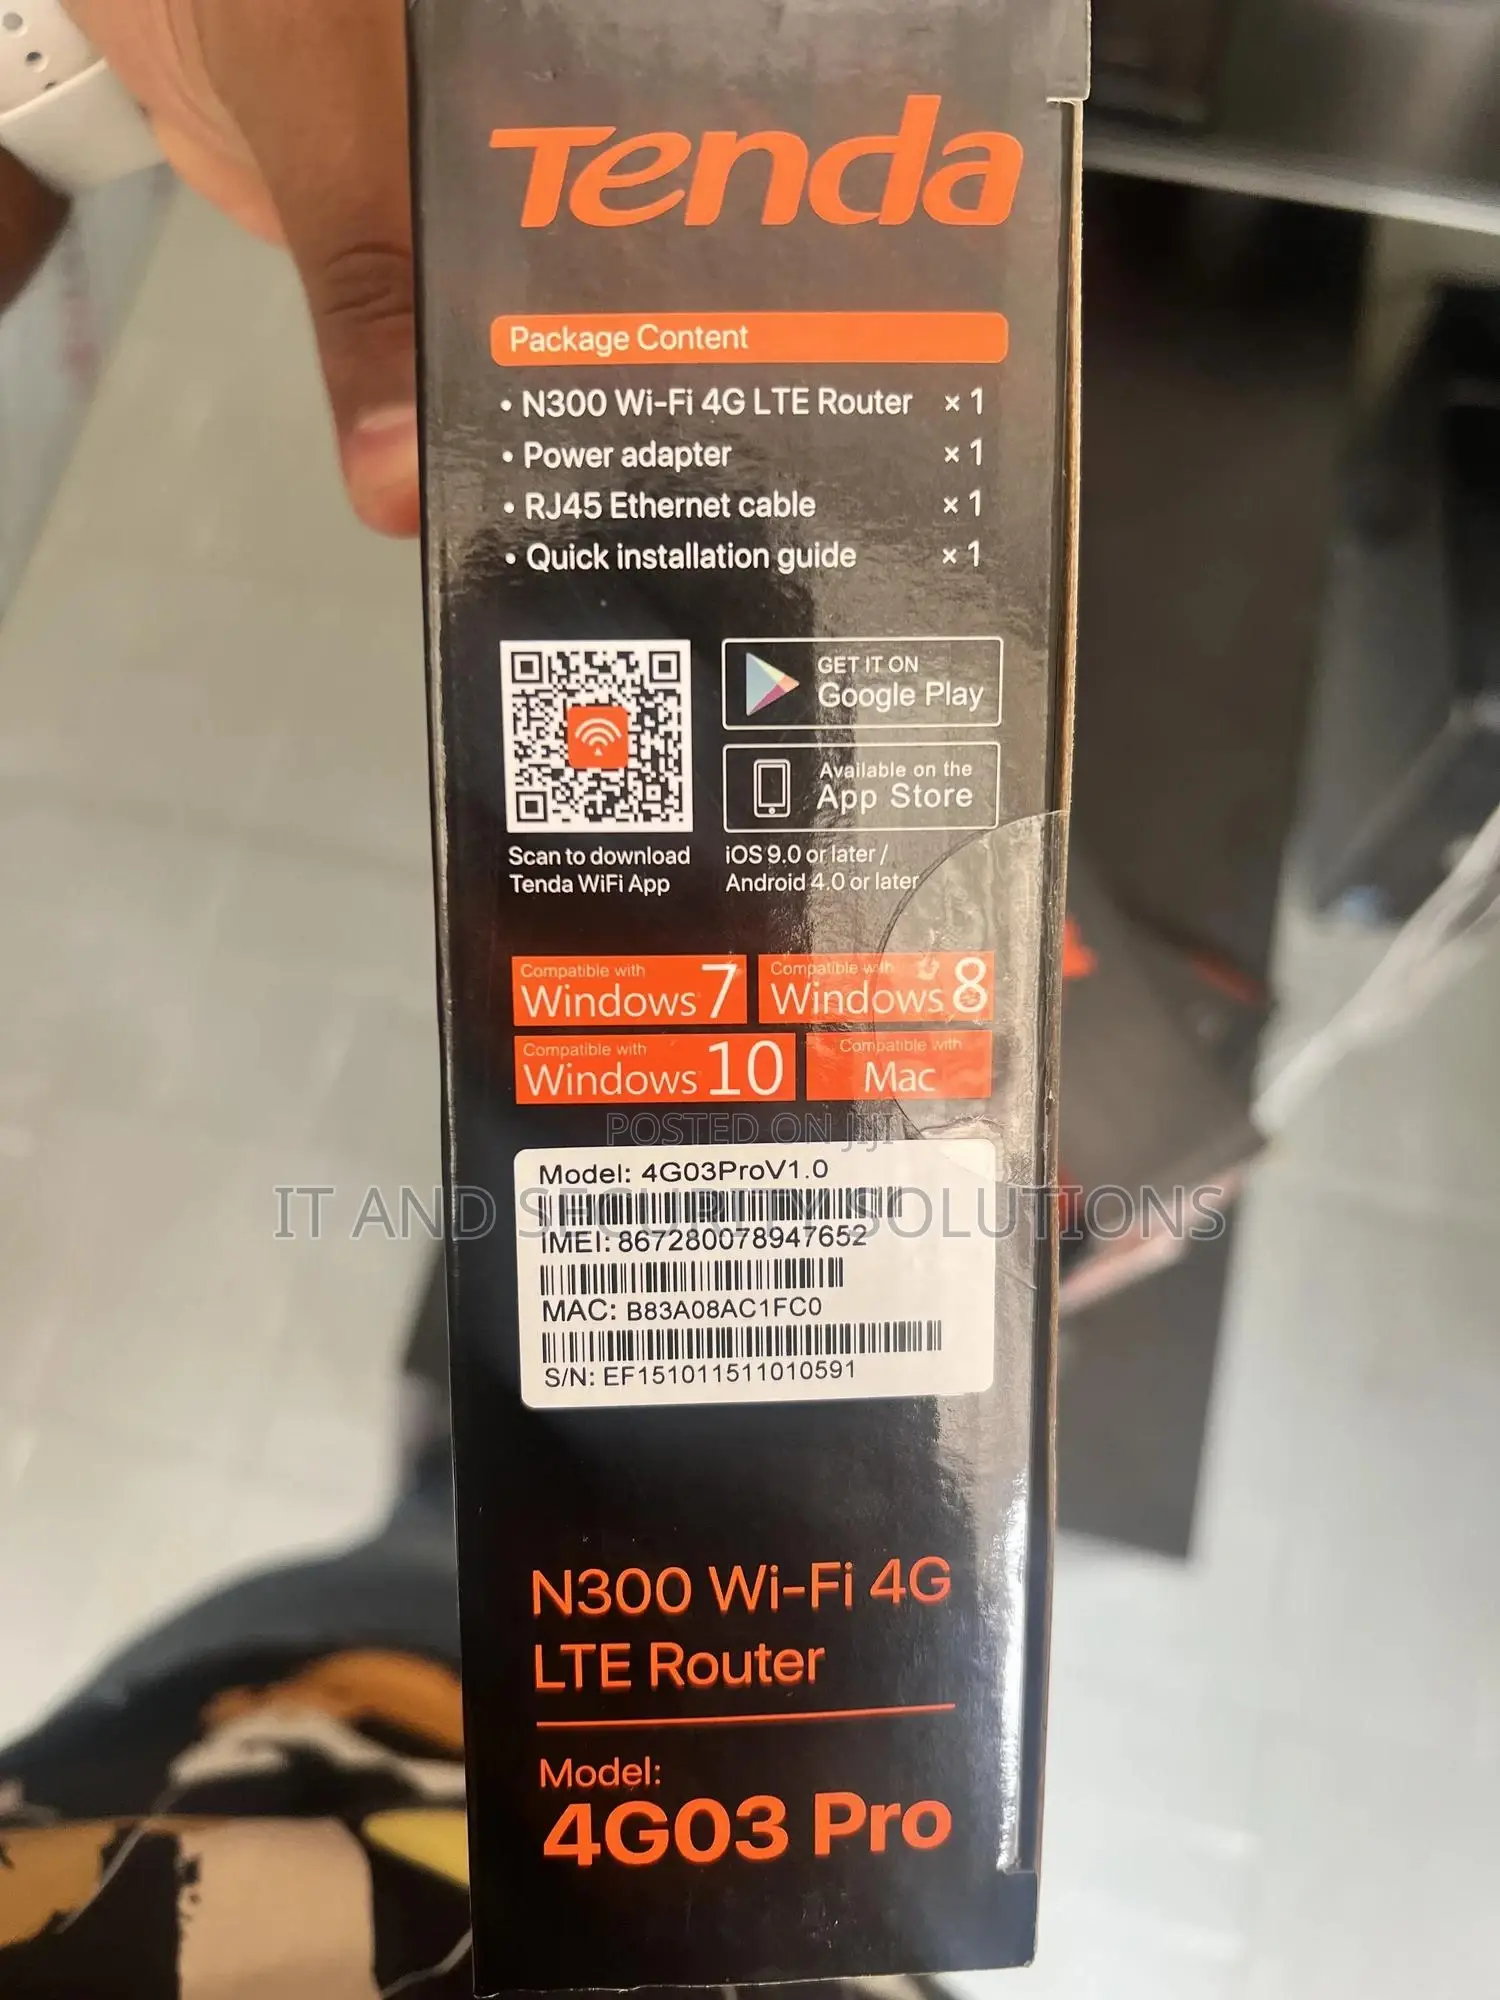 Tenda
Package Content
• N300 Wi-Fi 4G LTE Router × 1
• Power adapter × 1
• RJ45 Ethernet cable × 1
• Quick installation guide × 1
GET IT ON
Google Play
Available on the
App Store
Scan to download
Tenda WiFi App
iOS 9.0 or later /
Android 4.0 or later
Compatible with
Windows 7
Compatible with
Windows 8
Compatible with
Windows 10
Compatible with
Mac
POSTED ON JIJI
Model: 4G03ProV1.0
IT AND SECURITY SOLUTIONS
IMEI: 867280078947652
MAC: B83A08AC1FC0
S/N: EF151011511010591
N300 Wi-Fi 4G
LTE Router
Model:
4G03 Pro